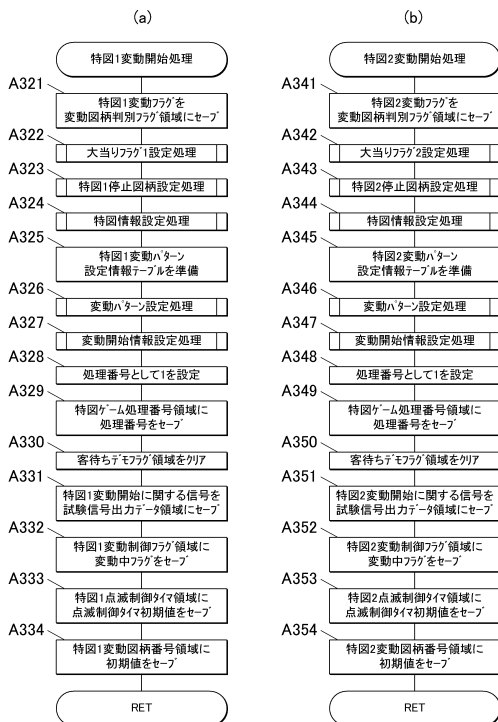 (a)
特図1変動開始処理
A321
特図1変動フラグを
変動図柄判別フラグ領域にセーブ
A322
大当りフラグ1設定処理
A323
特図1停止図柄設定処理
A324
特図情報設定処理
A325
特図1変動パターン
設定情報テーブルを準備
A326
変動パターン設定処理
A327
変動開始情報設定処理
A328
処理番号として1を設定
A329
特図ゲーム処理番号領域に
処理番号をセーブ
A330
客待ちデモフラグ領域をクリア
A331
特図1変動開始に関する信号を
試験信号出力データ領域にセーブ
A332
特図1変動制御フラグ領域に
変動中フラグをセーブ
A333
特図1点滅制御タイマ領域に
点滅制御タイマ初期値をセーブ
A334
特図1変動図柄番号領域に
初期値をセーブ
RET
(b)
特図2変動開始処理
A341
特図2変動フラグを
変動図柄判別フラグ領域にセーブ
A342
大当りフラグ2設定処理
A343
特図2停止図柄設定処理
A344
特図情報設定処理
A345
特図2変動パターン
設定情報テーブルを準備
A346
変動パターン設定処理
A347
変動開始情報設定処理
A348
処理番号として1を設定
A349
特図ゲーム処理番号領域に
処理番号をセーブ
A350
客待ちデモフラグ領域をクリア
A351
特図2変動開始に関する信号を
試験信号出力データ領域にセーブ
A352
特図2変動制御フラグ領域に
変動中フラグをセーブ
A353
特図2点滅制御タイマ領域に
点滅制御タイマ初期値をセーブ
A354
特図2変動図柄番号領域に
初期値をセーブ
RET